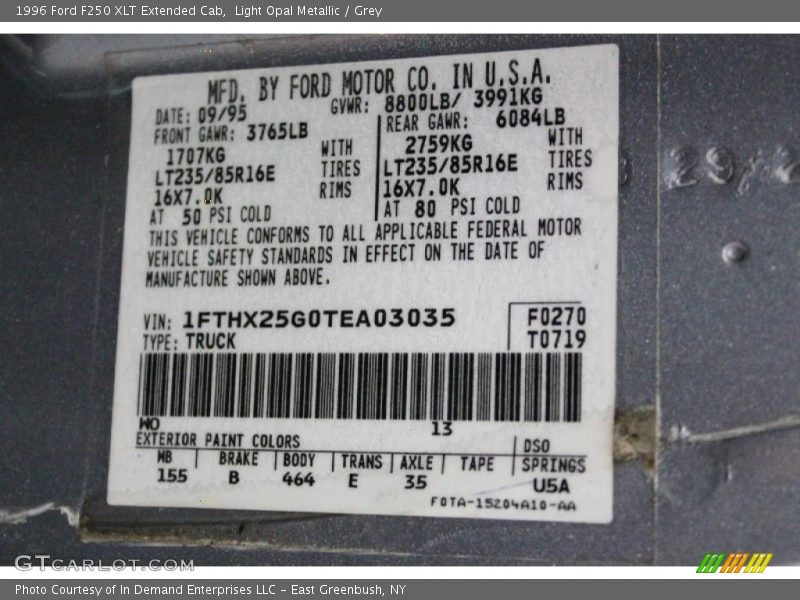 1996 Ford F250 XLT Extended Cab, Light Opal Metallic / Grey
MFD. BY FORD MOTOR CO. IN U.S.A.
DATE: 09/95 GVWR: 8800LB/ 3991KG
FRONT GAWR: 3765LB REAR GAWR: 6084LB
1707KG WITH 2759KG WITH
LT235/85R16E TIRES LT235/85R16E TIRES
16X7.0K RIMS 16X7.0K RIMS
AT 50 PSI COLD AT 80 PSI COLD
THIS VEHICLE CONFORMS TO ALL APPLICABLE FEDERAL MOTOR
VEHICLE SAFETY STANDARDS IN EFFECT ON THE DATE OF
MANUFACTURE SHOWN ABOVE.
VIN: 1FTHX25G0TEA03035 F0270
TYPE: TRUCK T0719
WO 13
EXTERIOR PAINT COLORS DSO
WB BRAKE BODY TRANS AXLE TAPE SPRINGS
155 B 464 E 35 U5A
F0TA-15204A10-AA
29/2
GTCARLOT.COM
Photo Courtesy of In Demand Enterprises LLC - East Greenbush, NY